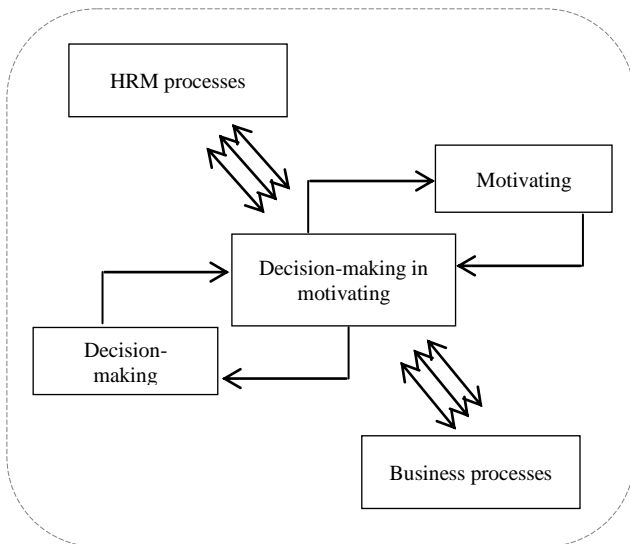 HRM processes
Motivating
Decision-making in
motivating
Decision-
making
Business processes